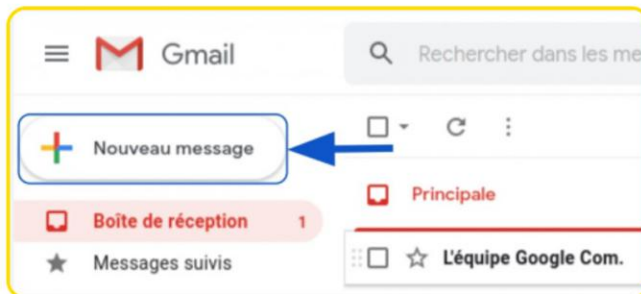 Gmail
Rechercher dans les me
Nouveau message
Principale
Boîte de réception 1
L'équipe Google Com.
Messages suivis